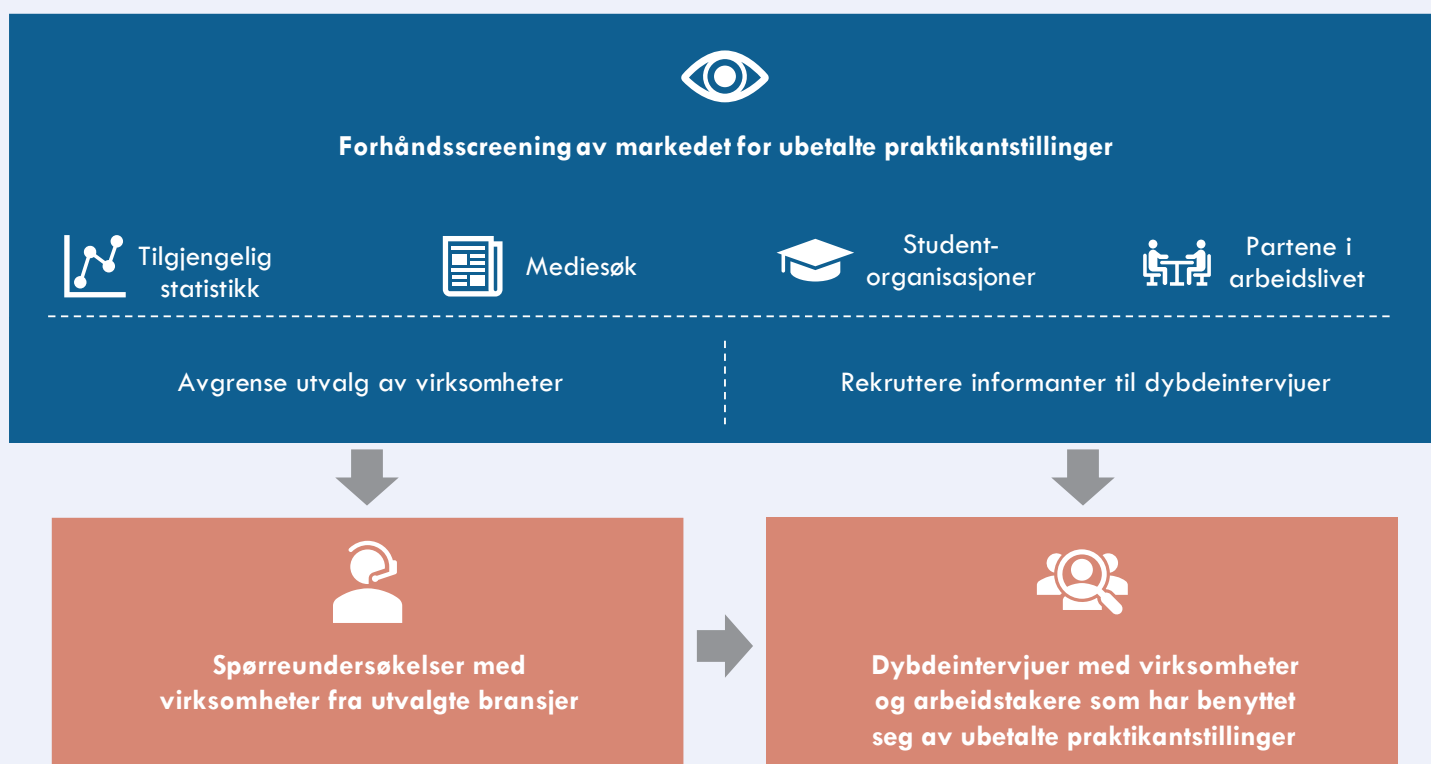 Forhåndsscreening av markedet for ubetalte praktikantstillinger
Tilgjengelig
statistikk
Mediesøk
Student-
organisasjoner
Partene i
arbeidslivet
Avgrense utvalg av virksomheter
Rekruttere informanter til dybdeintervjuer
Spørreundersøkelser med
virksomheter fra utvalgte bransjer
Dybdeintervjuer med virksomheter
og arbeidstakere som har benyttet
seg av ubetalte praktikantstillinger